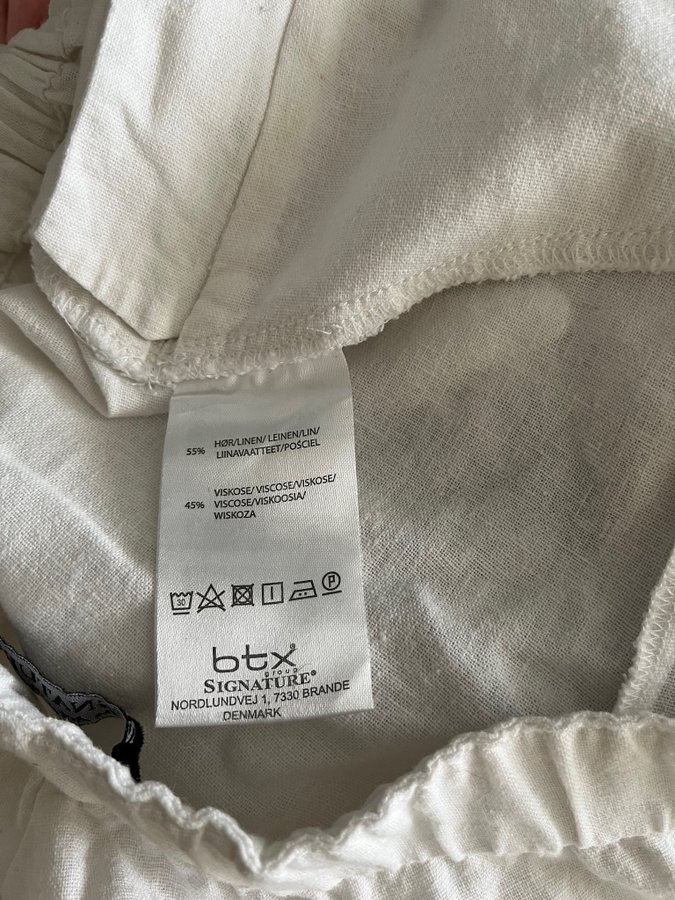 55% HØR/LINEN/ LEINEN/LIN/
LIINAVAATTEET/POŚCIEL
VISKOSE/ VISCOSE/VISKOSE/
45% VISCOSE/VISKOOSIA/
WISKOZA
30 P
btx
group
SIGNATURE®
NORDLUNDVEJ 1, 7330 BRANDE
DENMARK